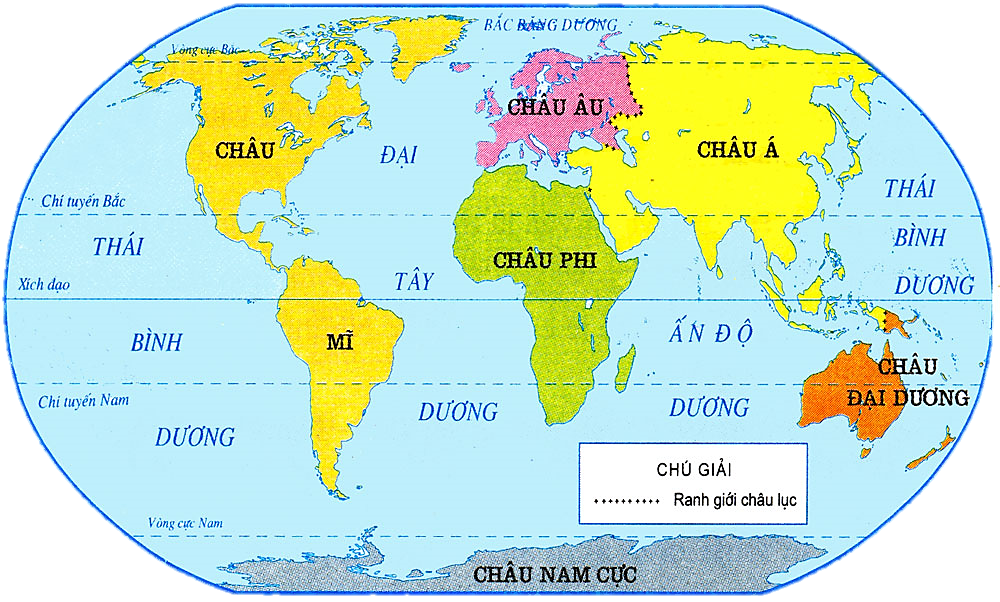 BẮC BĂNG DƯƠNG
Vòng cực Bắc
CHÂU ÂU
CHÂU
ĐẠI
CHÂU Á
THÁI
Chí tuyến Bắc
THÁI
BÌNH
CHÂU PHI
TÂY
DƯƠNG
Xích đạo
BÌNH
MĨ
ẤN ĐỘ
CHÂU
ĐẠI DƯƠNG
Chí tuyến Nam
DƯƠNG
DƯƠNG
DƯƠNG
CHÚ GIẢI
Ranh giới châu lục
Vòng cực Nam
CHÂU NAM CỰC